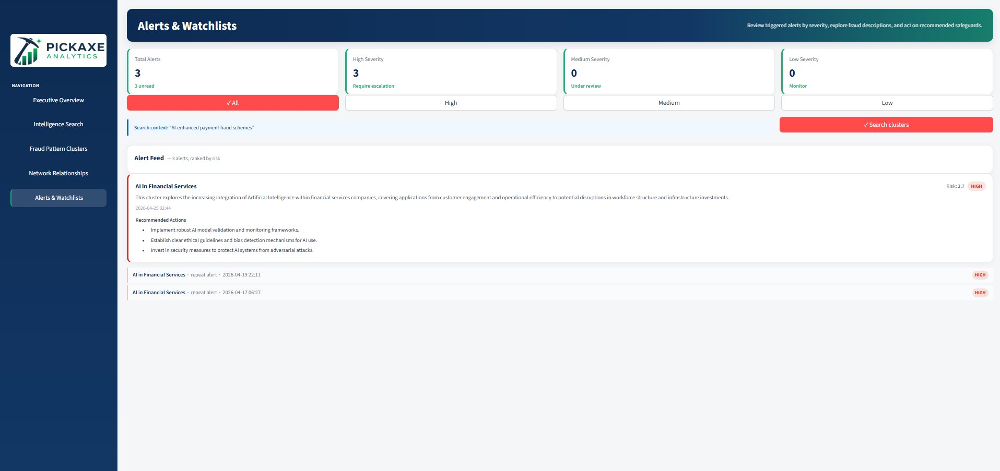 PICKAXE
ANALYTICS
NAVIGATION
Executive Overview
Intelligence Search
Fraud Pattern Clusters
Network Relationships
Alerts & Watchlists
Alerts & Watchlists
Review triggered alerts by severity, explore fraud descriptions, and act on recommended safeguards.
Total Alerts
3
3 unread
High Severity
3
Require escalation
Medium Severity
0
Under review
Low Severity
0
Monitor
✓ All
High
Medium
Low
Search context: “AI-enhanced payment fraud schemes”
✓ Search clusters
Alert Feed — 3 alerts, ranked by risk
AI in Financial Services
Risk: 3.7 HIGH
This cluster explores the increasing integration of Artificial Intelligence within financial services companies, covering applications from customer engagement and operational efficiency to potential disruptions in workforce structure and infrastructure investments.
2026-04-25 02:44
Recommended Actions
• Implement robust AI model validation and monitoring frameworks.
• Establish clear ethical guidelines and bias detection mechanisms for AI use.
• Invest in security measures to protect AI systems from adversarial attacks.
AI in Financial Services · repeat alert · 2026-04-19 22:11 HIGH
AI in Financial Services · repeat alert · 2026-04-17 06:27 HIGH